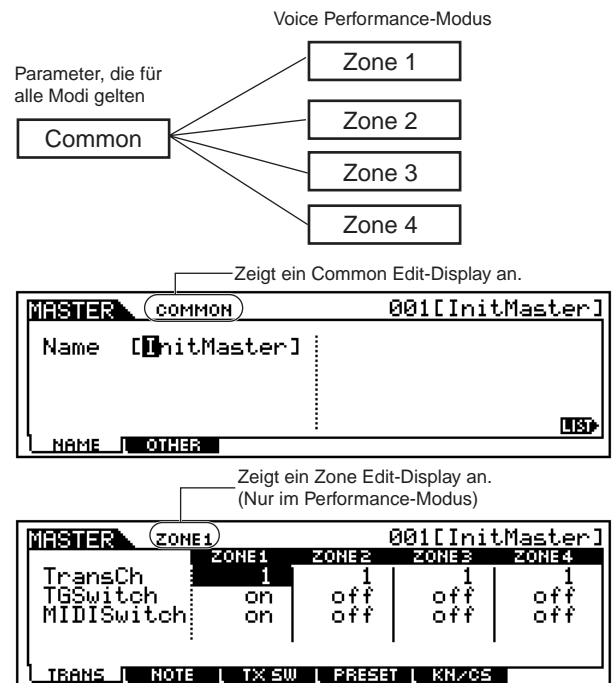 Voice Performance-Modus
Zone 1
Parameter, die für
alle Modi gelten
Common
Zone 2
Zone 3
Zone 4
Zeigt ein Common Edit-Display an.
MASTER COMMON 001[InitMaster]
Name [InitMaster]
LIST
NAME OTHER
Zeigt ein Zone Edit-Display an.
(Nur im Performance-Modus)
MASTER ZONE1 001[InitMaster]
ZONE1 ZONE2 ZONE3 ZONE4
TransCh 1 1 1 1
TGSwitch on off off off
MIDISwitch on off off off
TRANS NOTE TX SW PRESET KN/CS